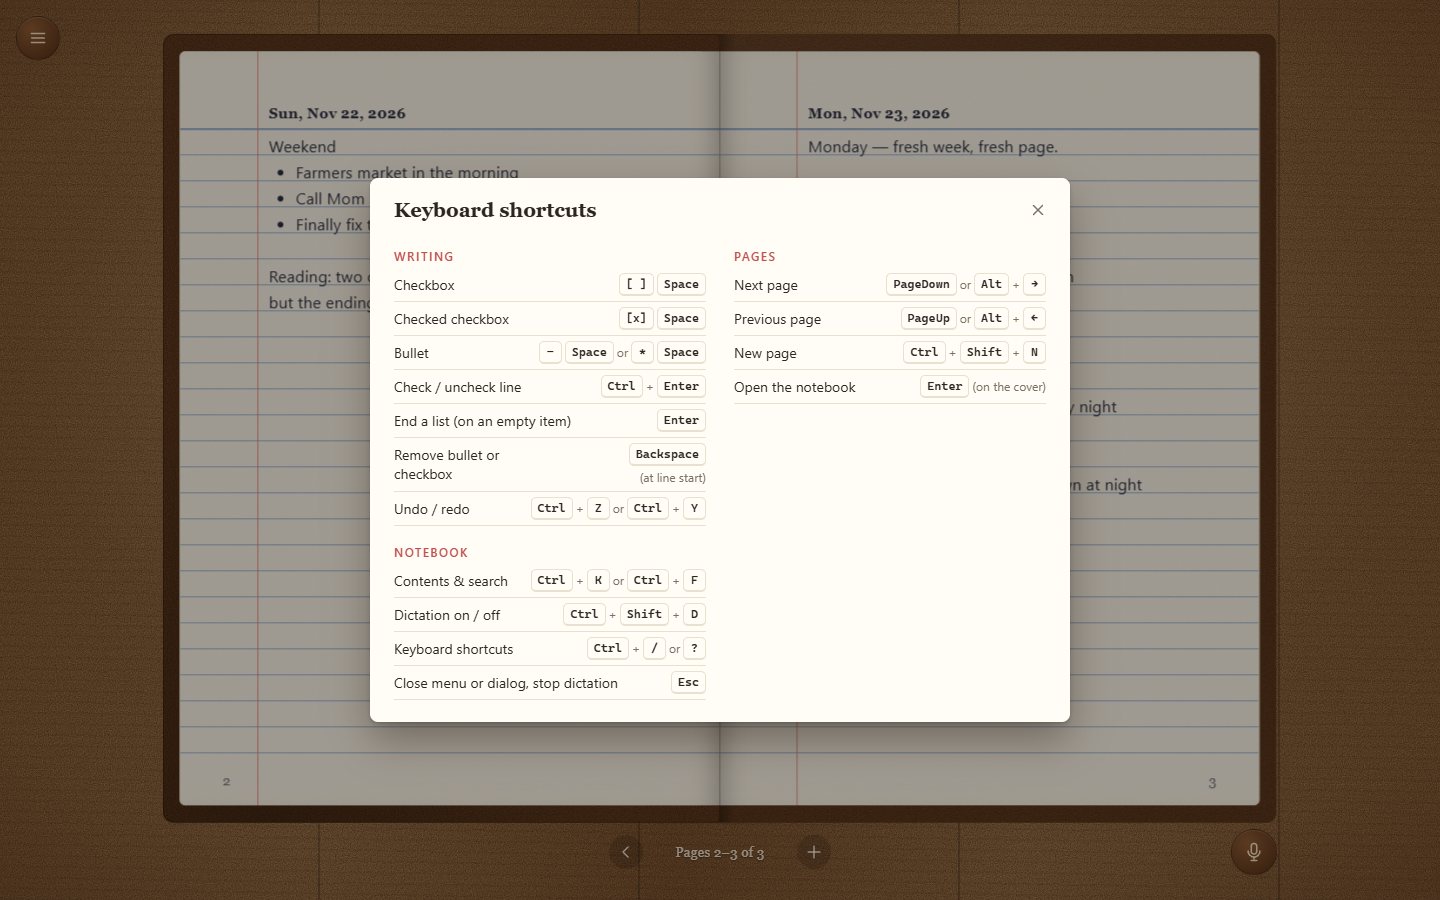 Sun, Nov 22, 2026
Weekend
• Farmers market in the morning
• Call Mom
• Finally fix
Reading: two
but the ending
2
Mon, Nov 23, 2026
Monday — fresh week, fresh page.
night
at night
3
Keyboard shortcuts
WRITING
Checkbox [ ] Space
Checked checkbox [x] Space
Bullet - Space or * Space
Check / uncheck line Ctrl + Enter
End a list (on an empty item) Enter
Remove bullet or checkbox Backspace (at line start)
Undo / redo Ctrl + Z or Ctrl + Y
NOTEBOOK
Contents & search Ctrl + K or Ctrl + F
Dictation on / off Ctrl + Shift + D
Keyboard shortcuts Ctrl + / or ?
Close menu or dialog, stop dictation Esc
PAGES
Next page PageDown or Alt + →
Previous page PageUp or Alt + ←
New page Ctrl + Shift + N
Open the notebook Enter (on the cover)
Pages 2–3 of 3